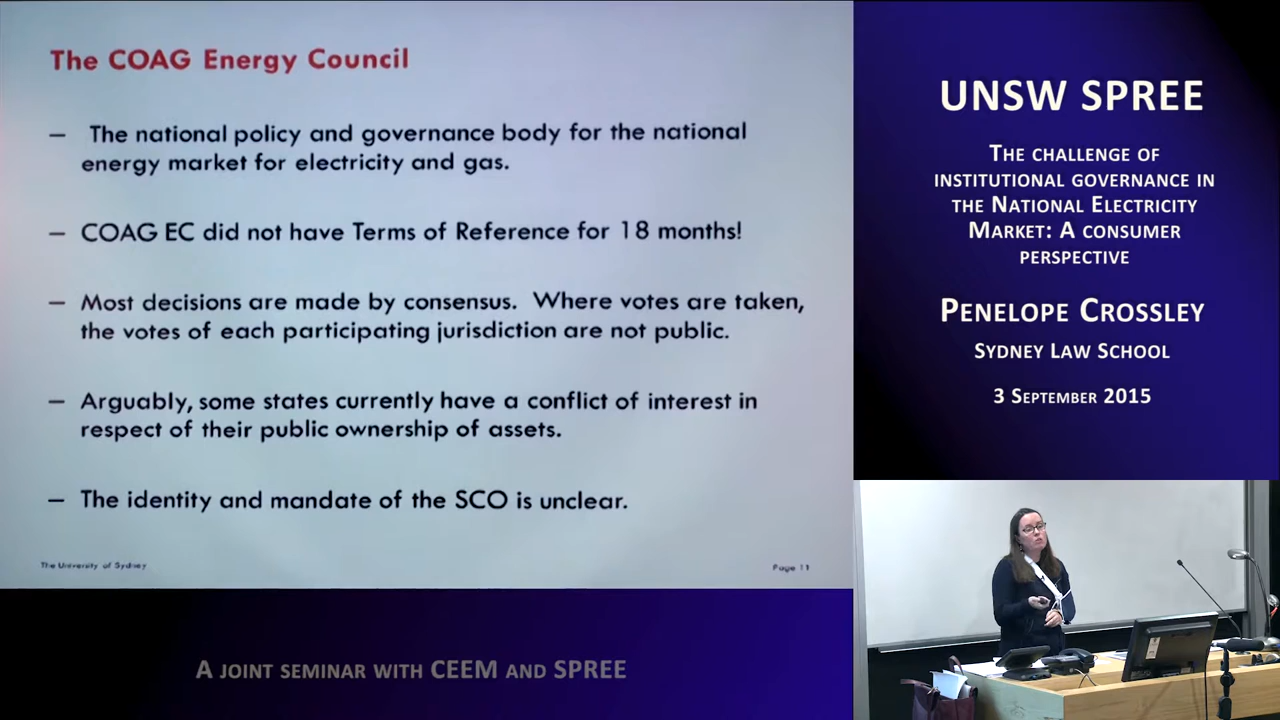 The COAG Energy Council
– The national policy and governance body for the national
energy market for electricity and gas.
– COAG EC did not have Terms of Reference for 18 months!
– Most decisions are made by consensus. Where votes are taken,
the votes of each participating jurisdiction are not public.
– Arguably, some states currently have a conflict of interest in
respect of their public ownership of assets.
– The identity and mandate of the SCO is unclear.
The University of Sydney
Page 11
UNSW SPREE
The challenge of
institutional governance in
the National Electricity
Market: A consumer
perspective
Penelope Crossley
Sydney Law School
3 September 2015
A joint seminar with CEEM and SPREE